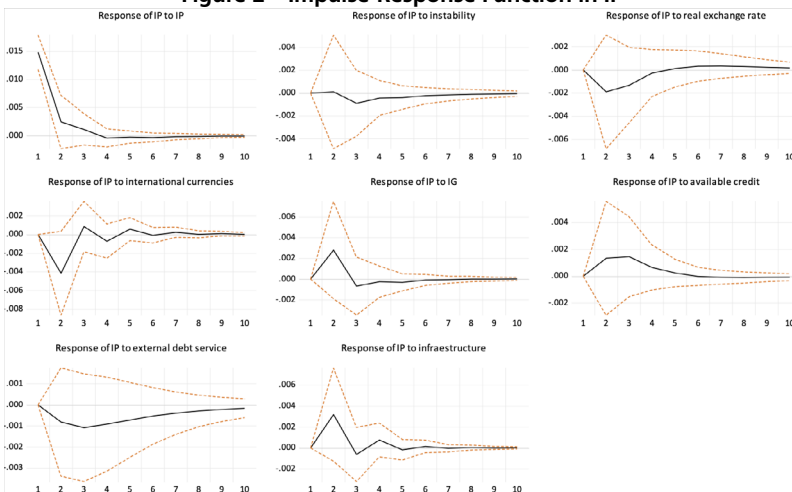 Impulse Response Function in
Response of IP to IP
.015
.010
.005
.000
1 2 3 4 5 6 7 8 9 10
Response of IP to instability
.004
.002
.000
-.002
-.004
1 2 3 4 5 6 7 8 9 10
Response of IP to real exchange rate
.002
.000
-.002
-.004
-.006
1 2 3 4 5 6 7 8 9 10
Response of IP to international currencies
.002
.000
-.002
-.004
-.006
-.008
1 2 3 4 5 6 7 8 9 10
Response of IP to IG
.006
.004
.002
.000
-.002
1 2 3 4 5 6 7 8 9 10
Response of IP to available credit
.004
.002
.000
-.002
1 2 3 4 5 6 7 8 9 10
Response of IP to external debt service
.001
.000
-.001
-.002
-.003
1 2 3 4 5 6 7 8 9 10
Response of IP to infraestructure
.006
.004
.002
.000
-.002
1 2 3 4 5 6 7 8 9 10